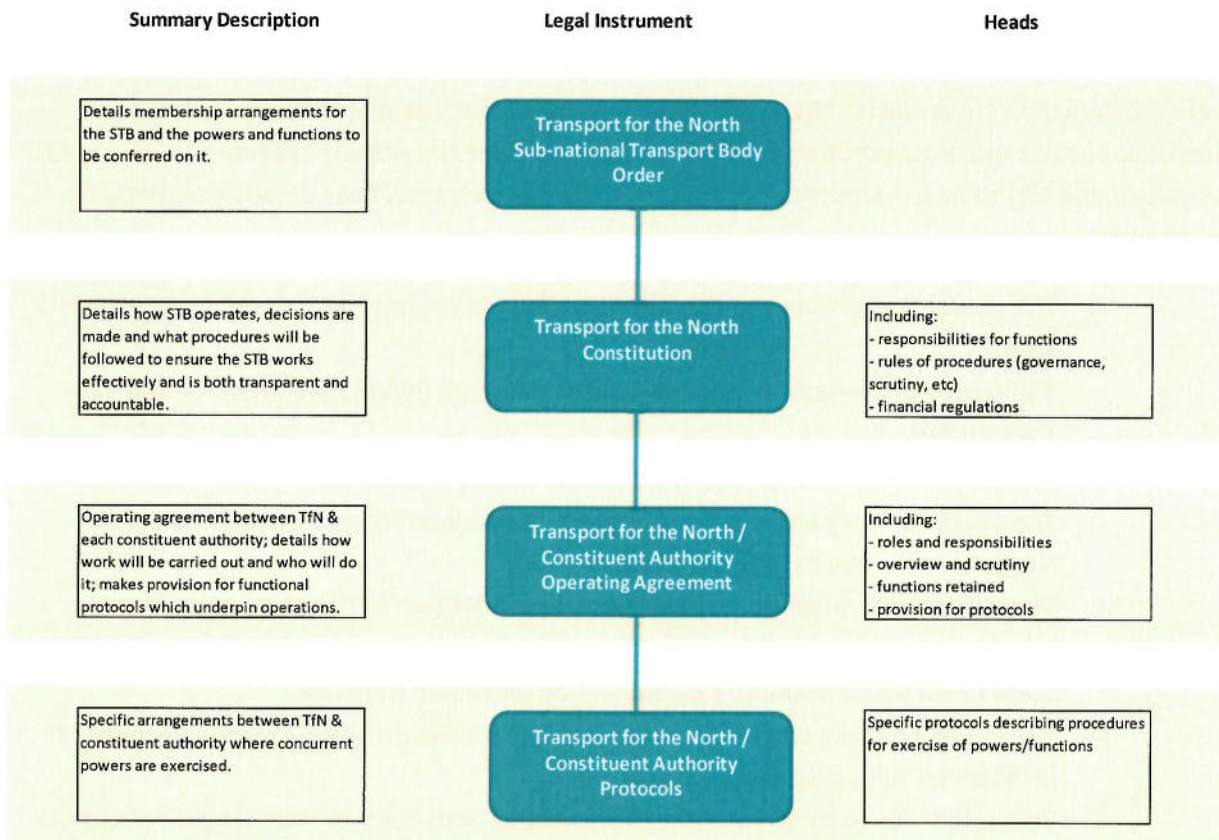 Summary Description
Legal Instrument
Heads
Details membership arrangements for
the STB and the powers and functions to
be conferred on it.
Transport for the North
Sub-national Transport Body
Order
Details how STB operates, decisions are
made and what procedures will be
followed to ensure the STB works
effectively and is both transparent and
accountable.
Transport for the North
Constitution
Including:
- responsibilities for functions
- rules of procedures (governance,
scrutiny, etc)
- financial regulations
Operating agreement between TfN &
each constituent authority; details how
work will be carried out and who will do
it; makes provision for functional
protocols which underpin operations.
Transport for the North /
Constituent Authority
Operating Agreement
Including:
- roles and responsibilities
- overview and scrutiny
- functions retained
- provision for protocols
Specific arrangements between TfN &
constituent authority where concurrent
powers are exercised.
Transport for the North /
Constituent Authority
Protocols
Specific protocols describing procedures
for exercise of powers/functions